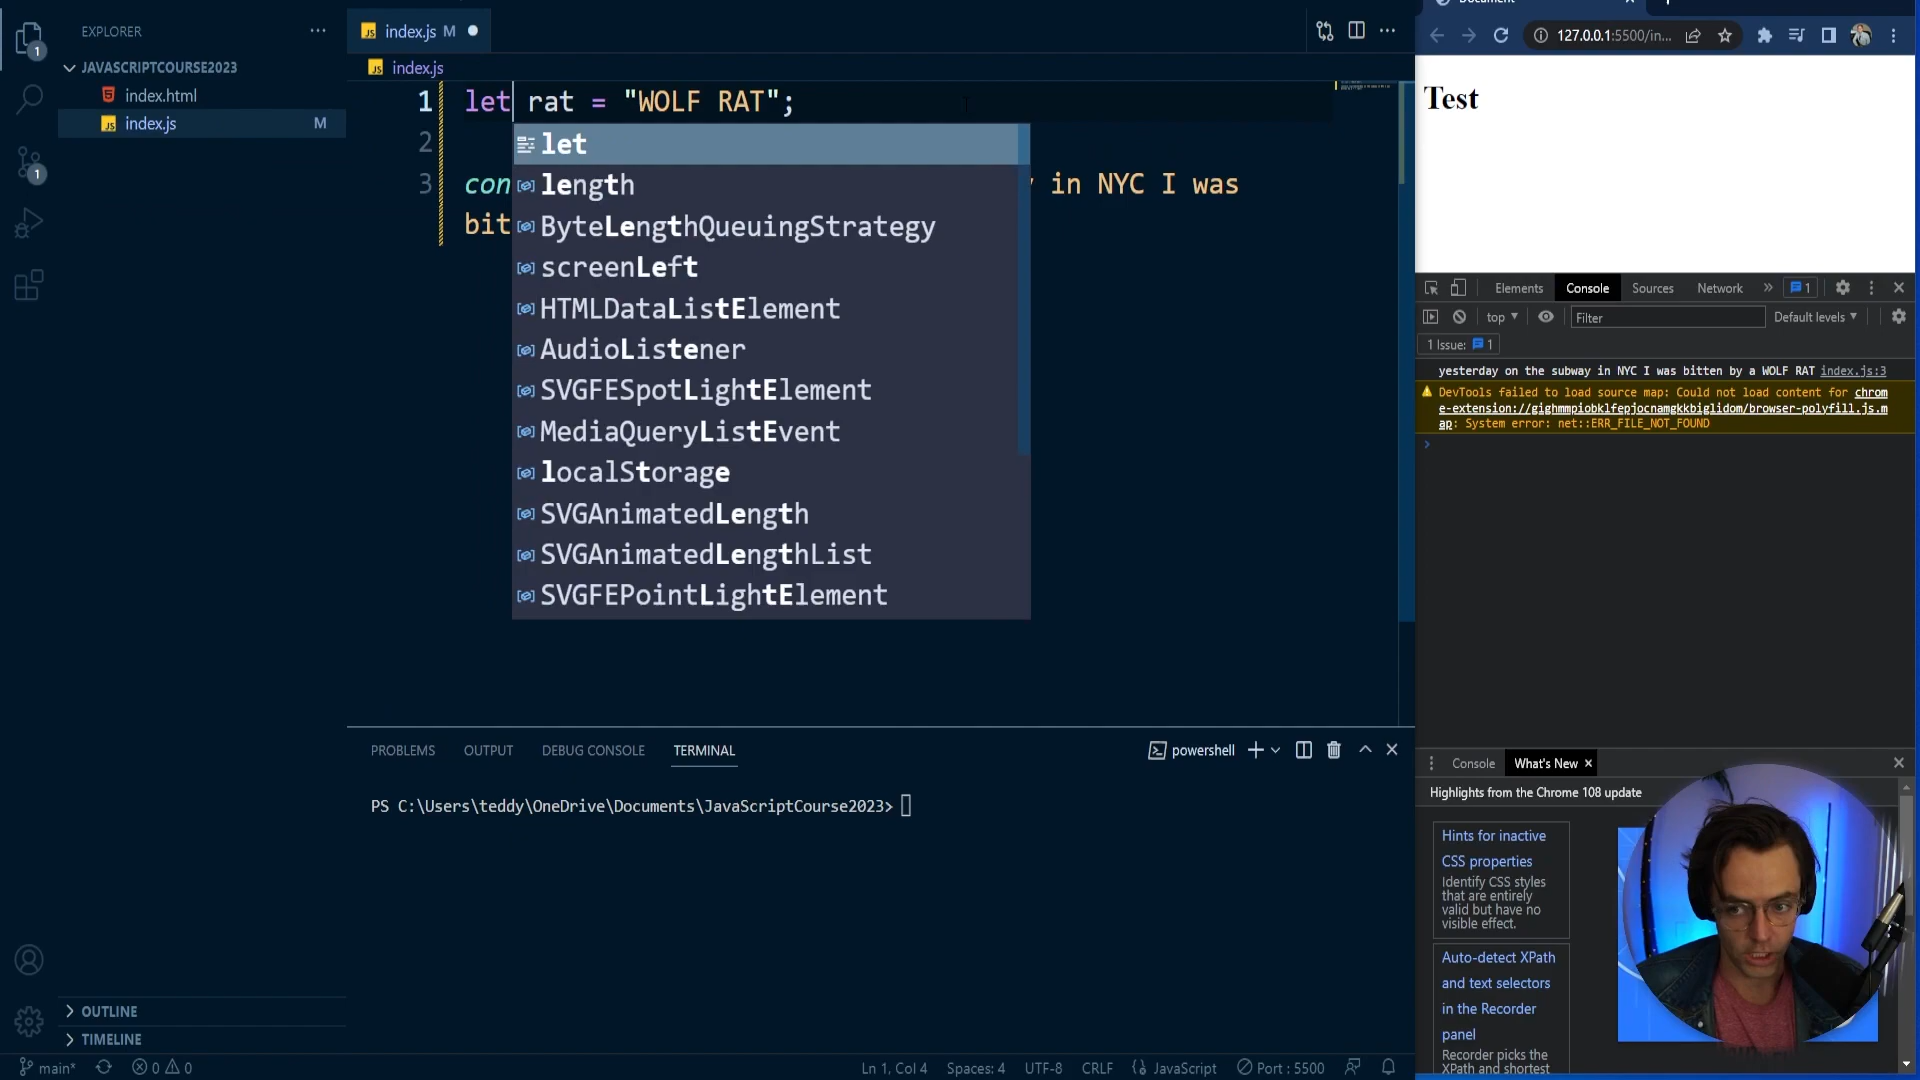 EXPLORER
JAVASCRIPTCOURSE2023
index.html
index.js M
1
1
OUTLINE
TIMELINE
index.js M
index.js
1 let rat = "WOLF RAT";
2
3 con in NYC I was
bit
let
length
ByteLengthQueuingStrategy
screenLeft
HTMLDataListElement
AudioListener
SVGFESpotLightElement
MediaQueryListEvent
localStorage
SVGAnimatedLength
SVGAnimatedLengthList
SVGFEPointLightElement
PROBLEMS OUTPUT DEBUG CONSOLE TERMINAL
powershell
PS C:\Users\teddy\OneDrive\Documents\JavaScriptCourse2023>
main* 0 0
Ln 1, Col 4 Spaces: 4 UTF-8 CRLF JavaScript Port : 5500
127.0.0.1:5500/in...
Test
Elements Console Sources Network » 1
top Filter Default levels
1 Issue: 1
yesterday on the subway in NYC I was bitten by a WOLF RAT index.js:3
DevTools failed to load source map: Could not load content for chrom
e-extension://gighmmpiobklfepjocnamgkkbiglidom/browser-polyfill.js.m
ap: System error: net::ERR_FILE_NOT_FOUND
Console What's New
Highlights from the Chrome 108 update
Hints for inactive
CSS properties
Identify CSS styles
that are entirely
valid but have no
visible effect.
Auto-detect XPath
and text selectors
in the Recorder
panel
Recorder picks the
XPath and shortest